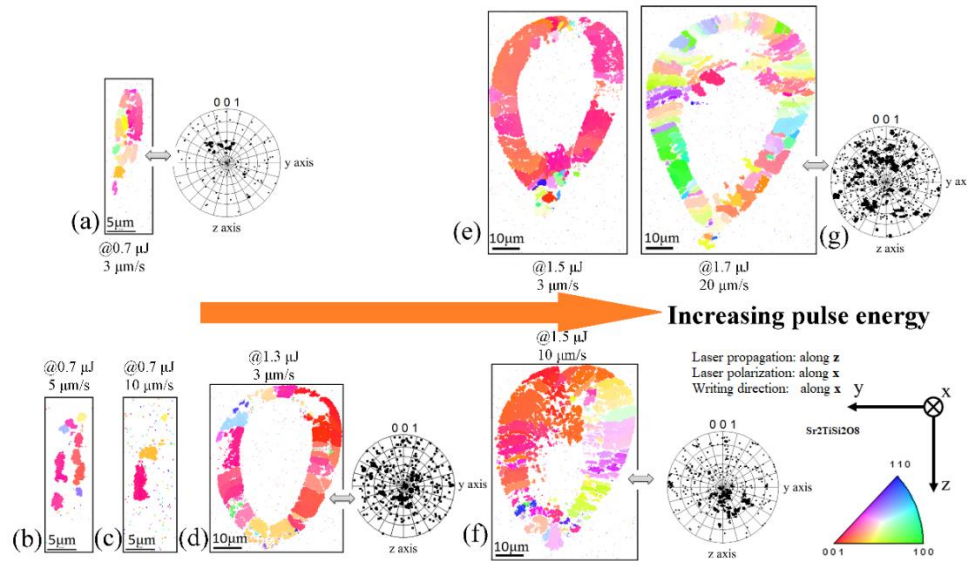 0 0 1
y axis
z axis
(a)
5μm
@0.7 μJ
3 μm/s
(e)
10μm
@1.5 μJ
3 μm/s
10μm
@1.7 μJ
20 μm/s
0 0 1
y ax
z axis
(g)
Increasing pulse energy
@0.7 μJ
5 μm/s
(b)
5μm
@0.7 μJ
10 μm/s
(c)
5μm
@1.3 μJ
3 μm/s
(d)
10μm
0 0 1
y axis
z axis
@1.5 μJ
10 μm/s
(f)
10μm
0 0 1
y axis
z axis
Laser propagation: along z
Laser polarization: along x
Writing direction: along x
y
x
z
Sr2TiSi2O8
1 1 0
0 0 1
1 0 0